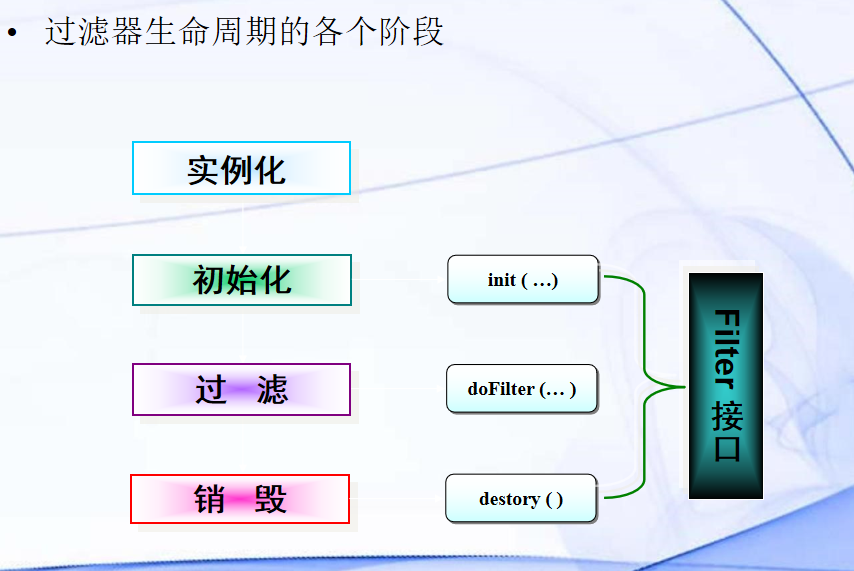 • 过滤器生命周期的各个阶段
实例化
初始化
init ( …)
过 滤
doFilter (… )
销 毁
destory ( )
Filter 接口